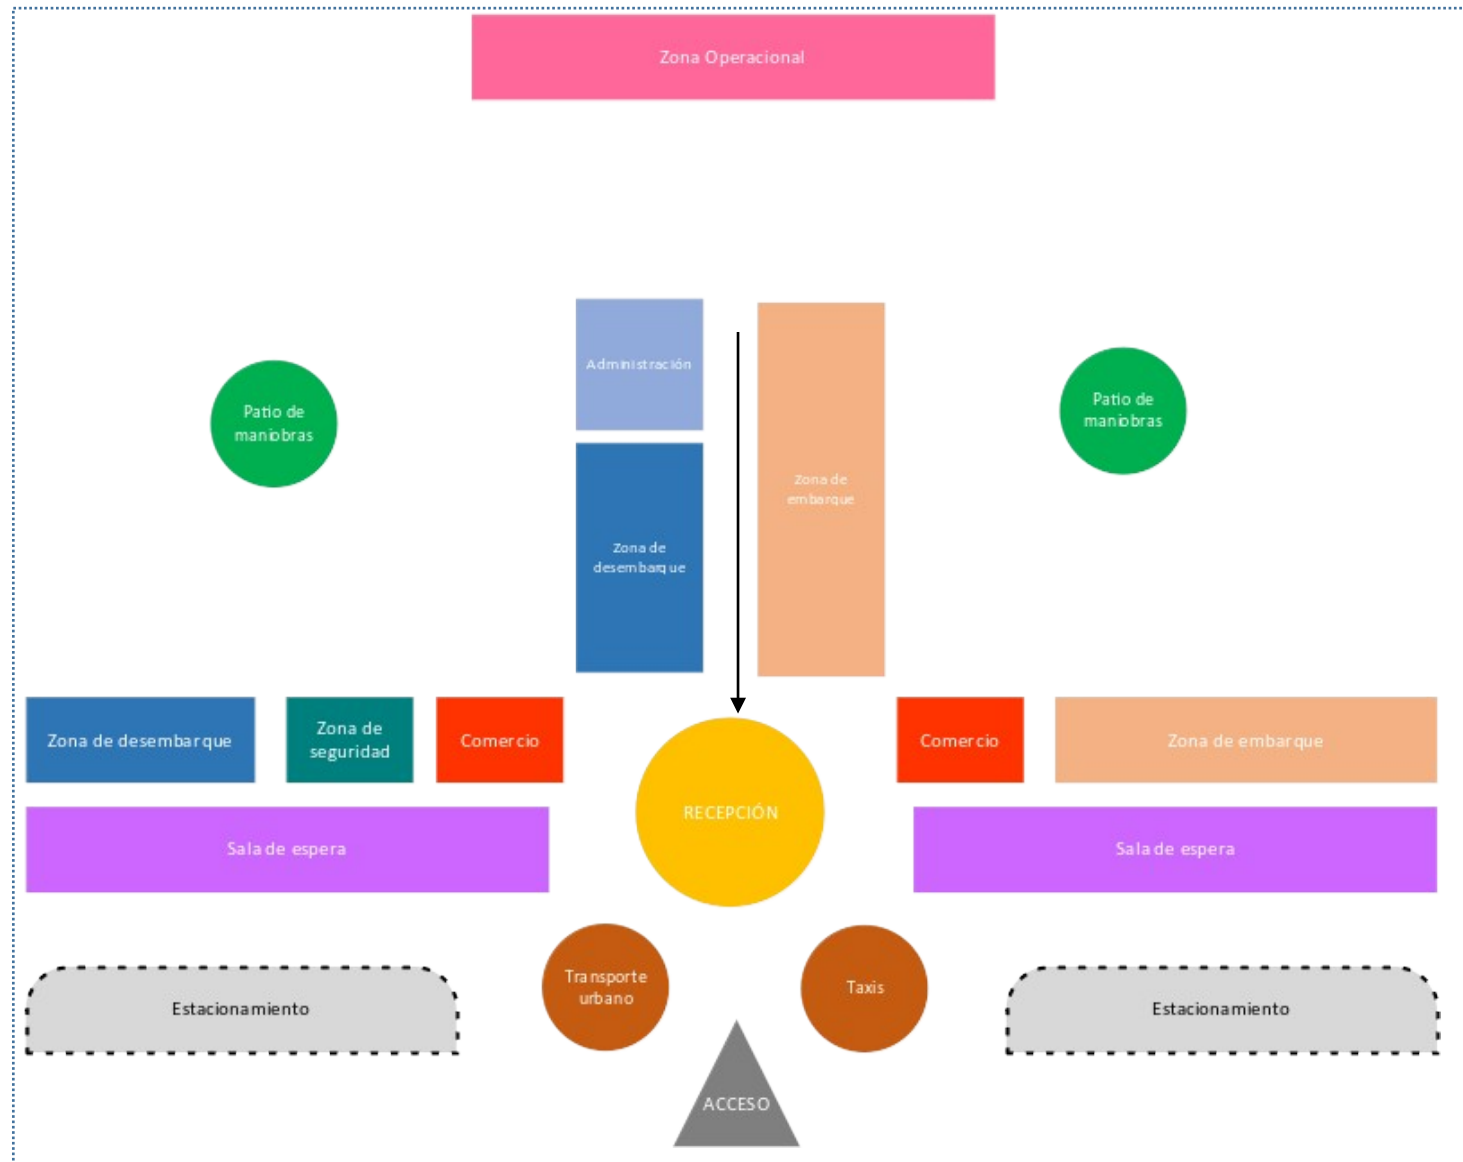 Zona Operacional
Administración
Patio de
maniobras
Patio de
maniobras
Zona de
embarque
Zona de
desembarque
Zona de desembarque
Zona de
seguridad
Comercio
Comercio
Zona de embarque
RECEPCIÓN
Sala de espera
Sala de espera
Transporte
urbano
Taxis
Estacionamiento
Estacionamiento
ACCESO